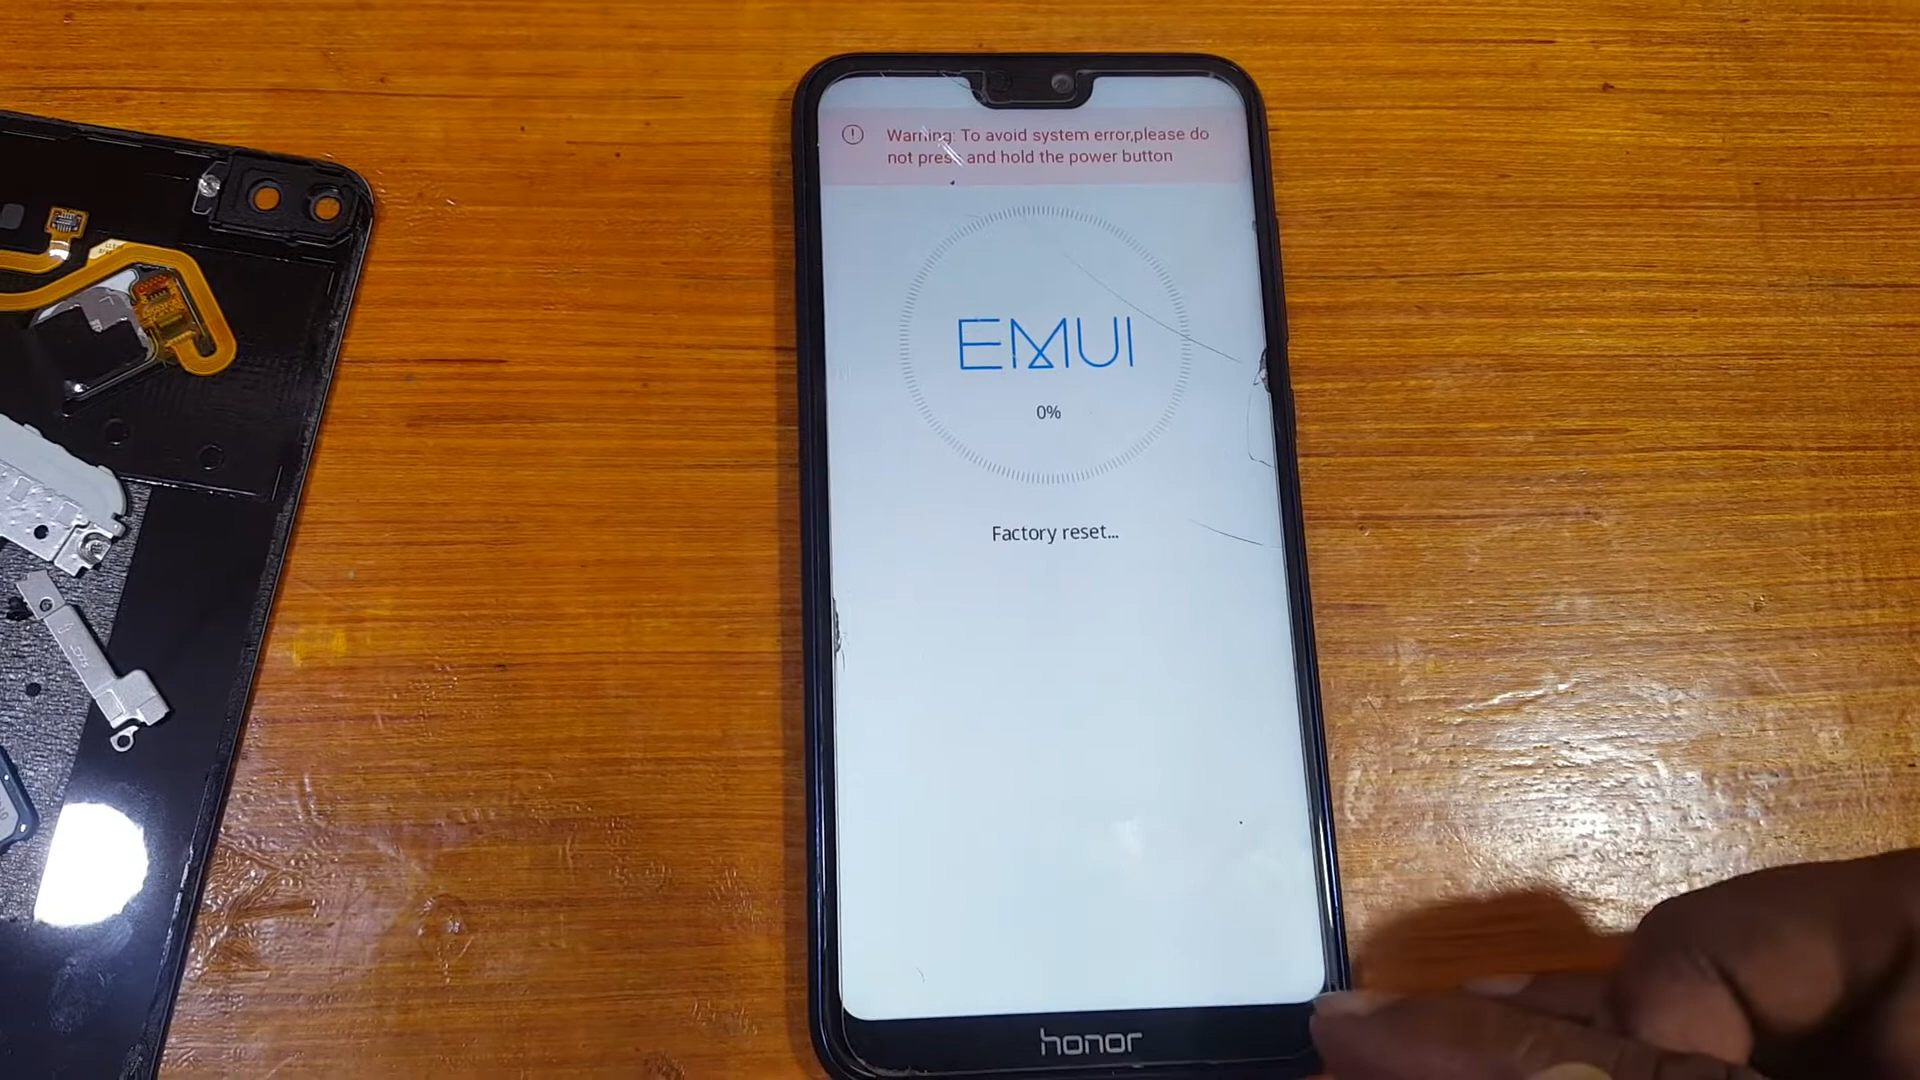 Warning: To avoid system error,please do
not press and hold the power button
EMUI
0%
Factory reset...
honor